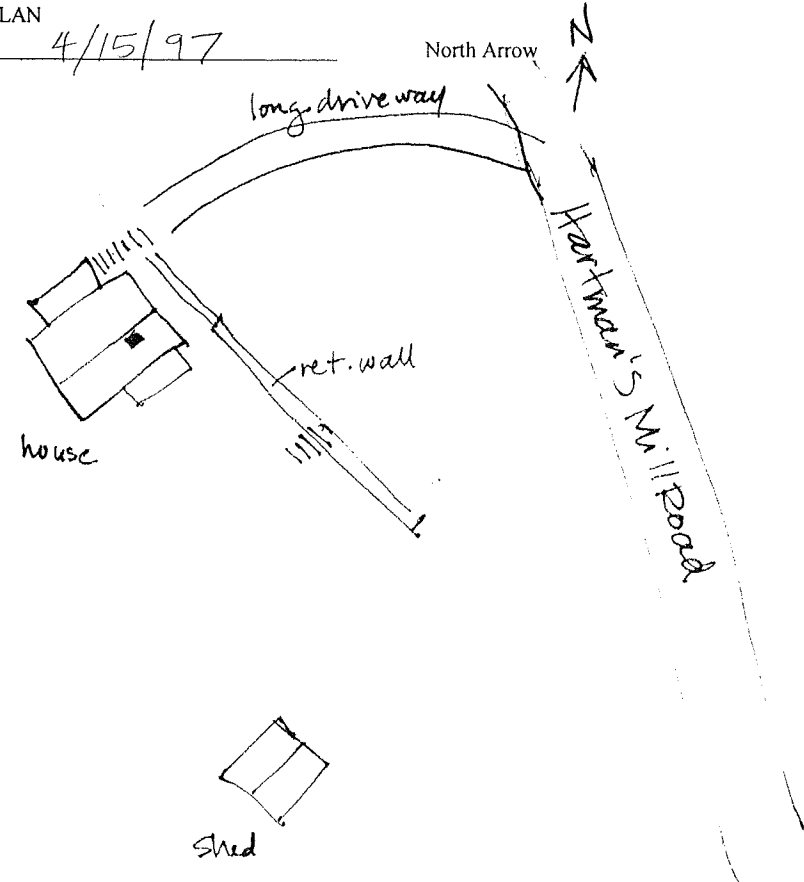 LAN
4/15/97
North Arrow
N
long driveway
Hartman's Mill Road
ret. wall
house
shed